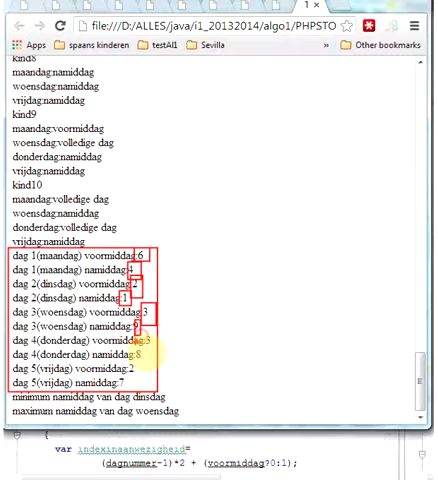 1 ×
file:///D:/ALLES/java/i1_20132014/algo1/PHPSTO
Apps spaans kinderen testAl1 Sevilla » Other bookmarks
kind8
maandag:namiddag
woensdag:namiddag
vrijdag:namiddag
kind9
maandag:voormiddag
woensdag:volledige dag
donderdag:namiddag
vrijdag:namiddag
kind10
maandag:volledige dag
woensdag:namiddag
donderdag:volledige dag
vrijdag:namiddag
dag 1(maandag) voormiddag:6
dag 1(maandag) namiddag:4
dag 2(dinsdag) voormiddag:2
dag 2(dinsdag) namiddag:1
dag 3(woensdag) voormiddag:3
dag 3(woensdag) namiddag:9
dag 4(donderdag) voormiddag:3
dag 4(donderdag) namiddag:8
dag 5(vrijdag) voormiddag:2
dag 5(vrijdag) namiddag:7
minimum namiddag van dag dinsdag
maximum namiddag van dag woensdag
{
var indexinaanwezigheid=
(dagnummer-1)*2 + (voormiddag?0:1);